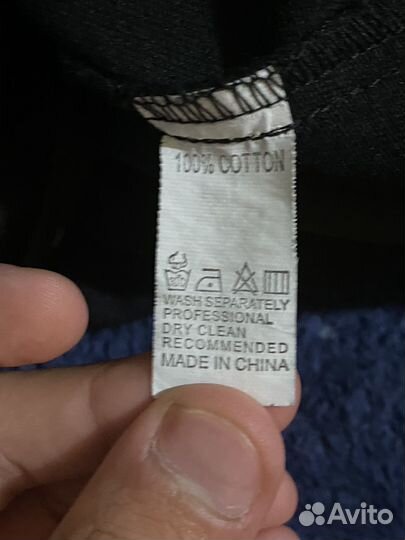 100% COTTON
WASH SEPARATELY
PROFESSIONAL
DRY CLEAN
RECOMMENDED
MADE IN CHINA
Avito